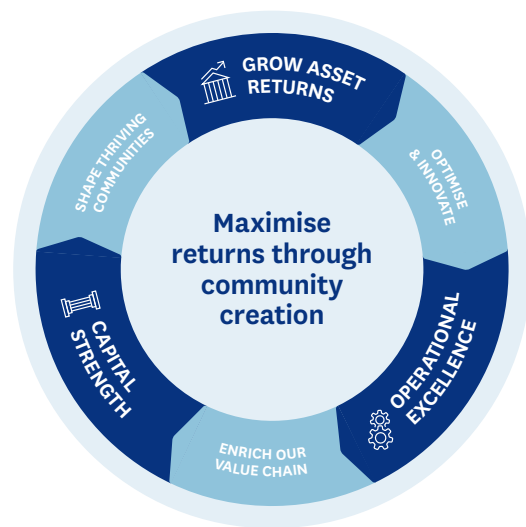 GROW ASSET
RETURNS
OPTIMISE
& INNOVATE
OPERATIONAL
EXCELLENCE
ENRICH OUR
VALUE CHAIN
CAPITAL
STRENGTH
SHAPE THRIVING
COMMUNITIES
Maximise
returns through
community
creation